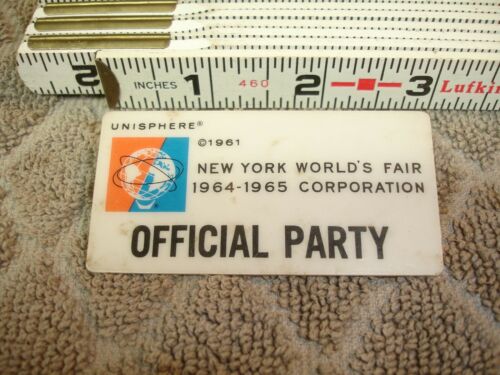 2 INCHES 1 460 2 3 Lufkin
UNISPHERE®
©1961
NEW YORK WORLD'S FAIR
1964-1965 CORPORATION
®
OFFICIAL PARTY